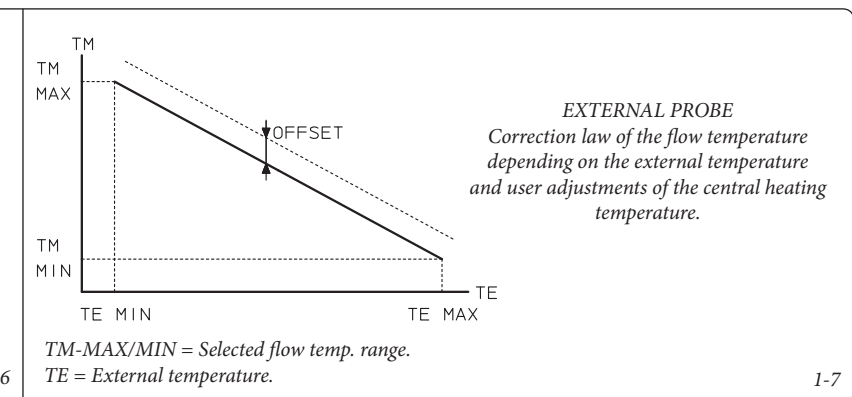 TM
TM
MAX
OFFSET
TM
MIN
TE
TE MIN
TE MAX
EXTERNAL PROBE
Correction law of the flow temperature
depending on the external temperature
and user adjustments of the central heating
temperature.
TM-MAX/MIN = Selected flow temp. range.
TE = External temperature.
6
1-7